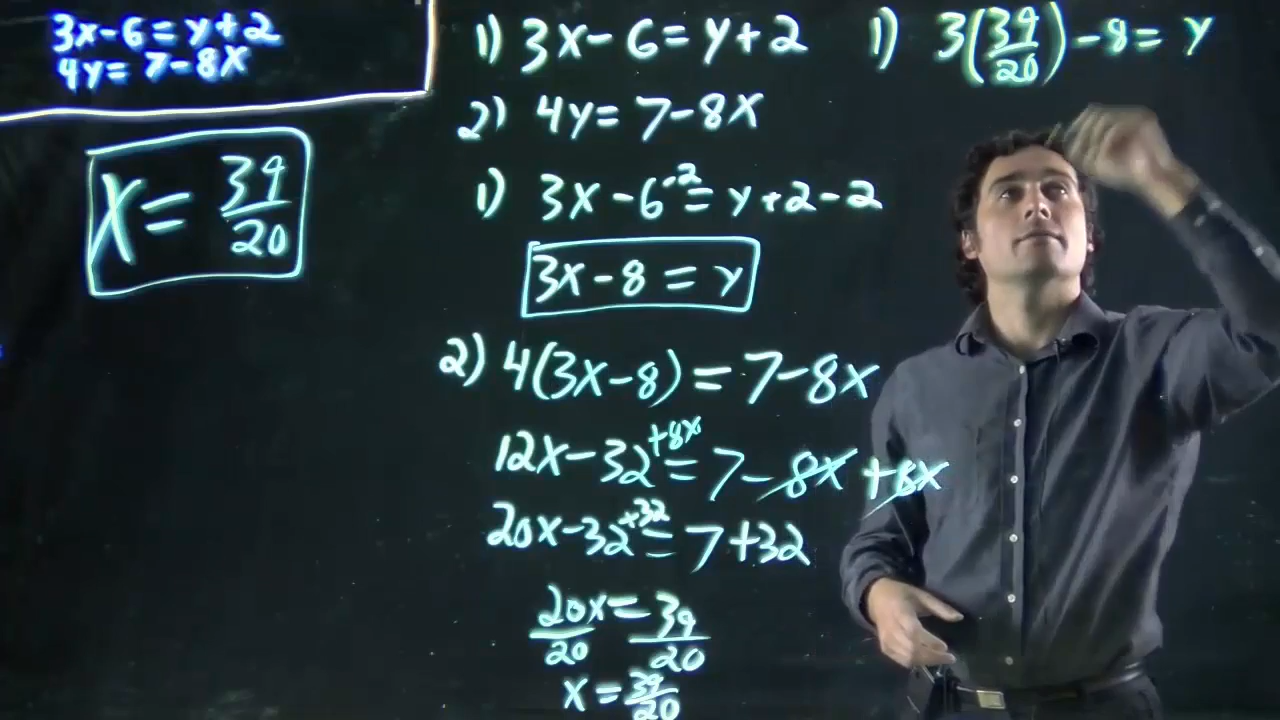 3x-6=y+2
4y=7-8x
x=39/20
1) 3x-6=y+2
2) 4y=7-8x
1) 3x-6-2=y+2-2
3x-8=y
2) 4(3x-8)=7-8x
12x-32+8x=7-8x+8x
20x-32+32=7+32
20x/20=39/20
x=39/20
1) 3(39/20)-8=y